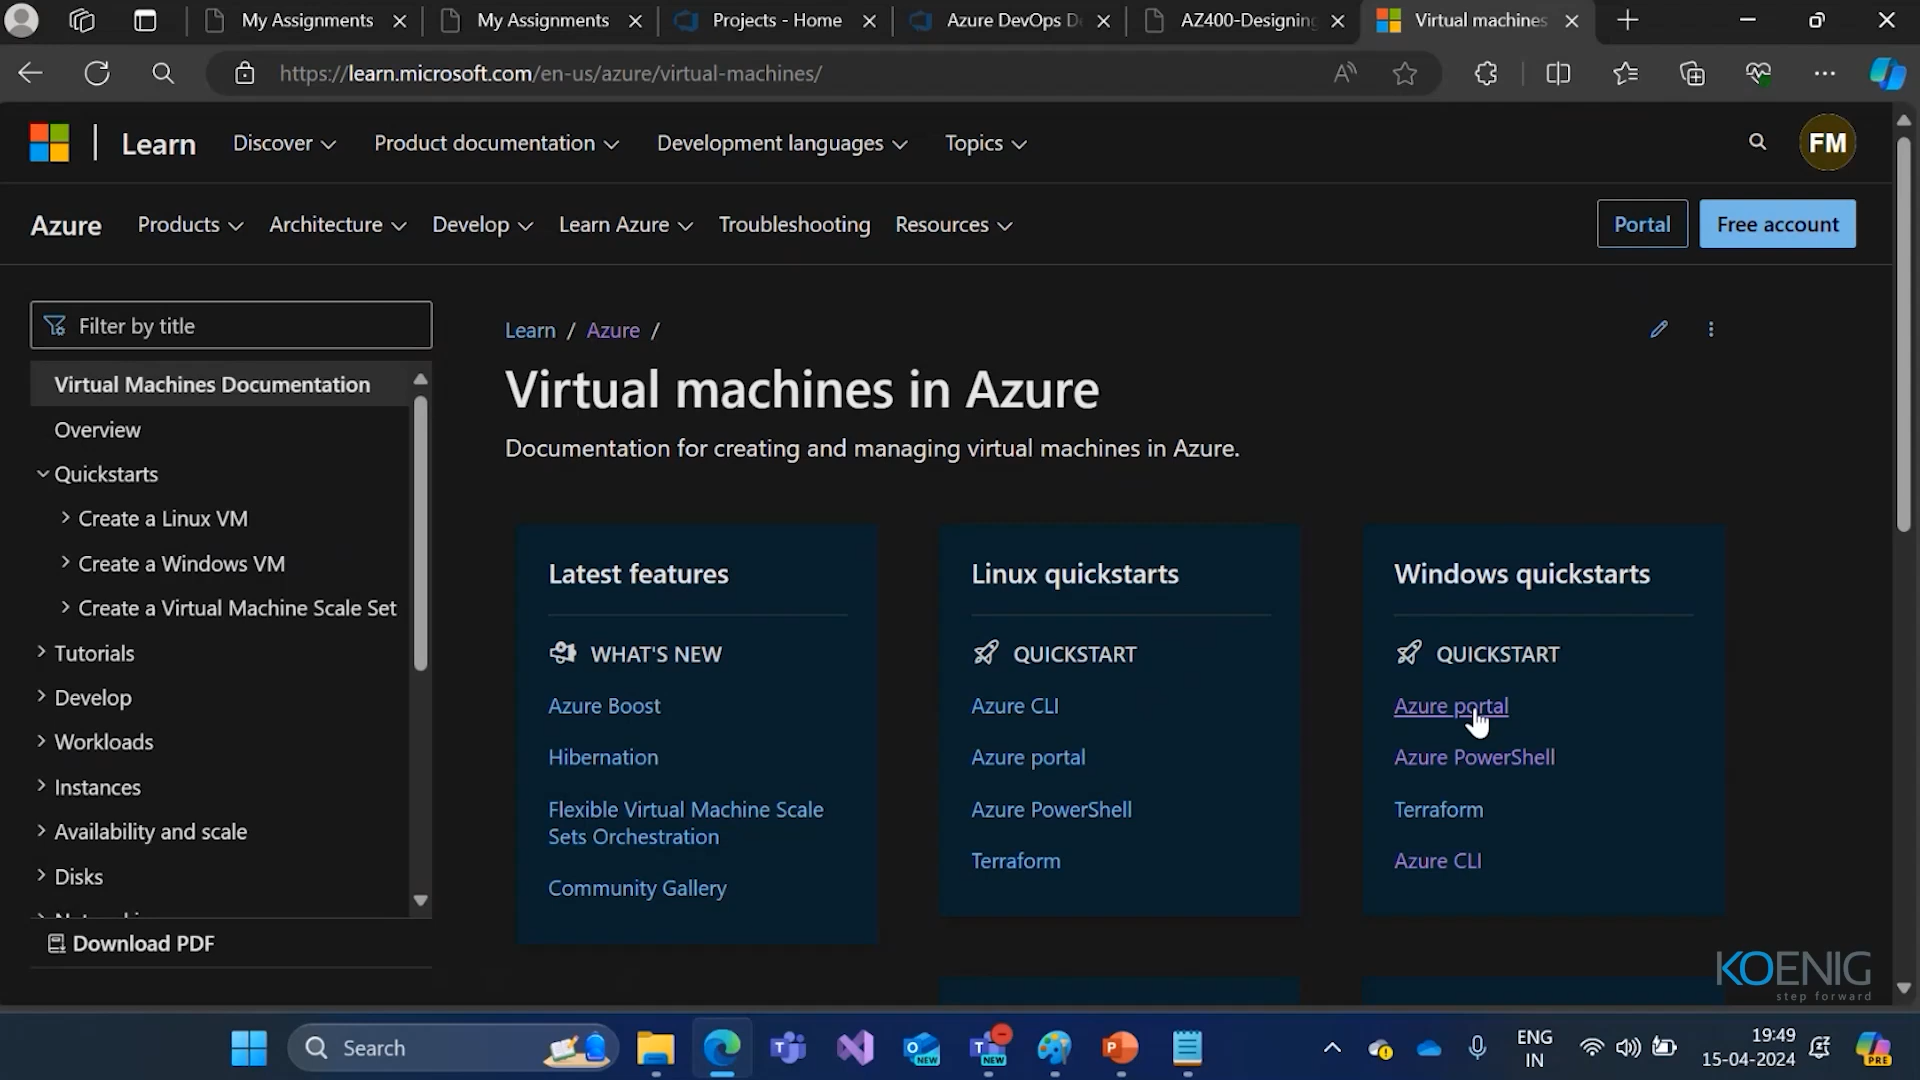 My Assignments
My Assignments
Projects - Home
Azure DevOps D
AZ400-Designing
Virtual machines
https://learn.microsoft.com/en-us/azure/virtual-machines/
Learn
Discover
Product documentation
Development languages
Topics
FM
Azure
Products
Architecture
Develop
Learn Azure
Troubleshooting
Resources
Portal
Free account
Filter by title
Virtual Machines Documentation
Overview
Quickstarts
Create a Linux VM
Create a Windows VM
Create a Virtual Machine Scale Set
Tutorials
Develop
Workloads
Instances
Availability and scale
Disks
Download PDF
Learn / Azure /
Virtual machines in Azure
Documentation for creating and managing virtual machines in Azure.
Latest features
WHAT'S NEW
Azure Boost
Hibernation
Flexible Virtual Machine Scale
Sets Orchestration
Community Gallery
Linux quickstarts
QUICKSTART
Azure CLI
Azure portal
Azure PowerShell
Terraform
Windows quickstarts
QUICKSTART
Azure portal
Azure PowerShell
Terraform
Azure CLI
KOENIG
step forward
Search
NEW
NEW
ENG
IN
19:49
15-04-2024
PRE